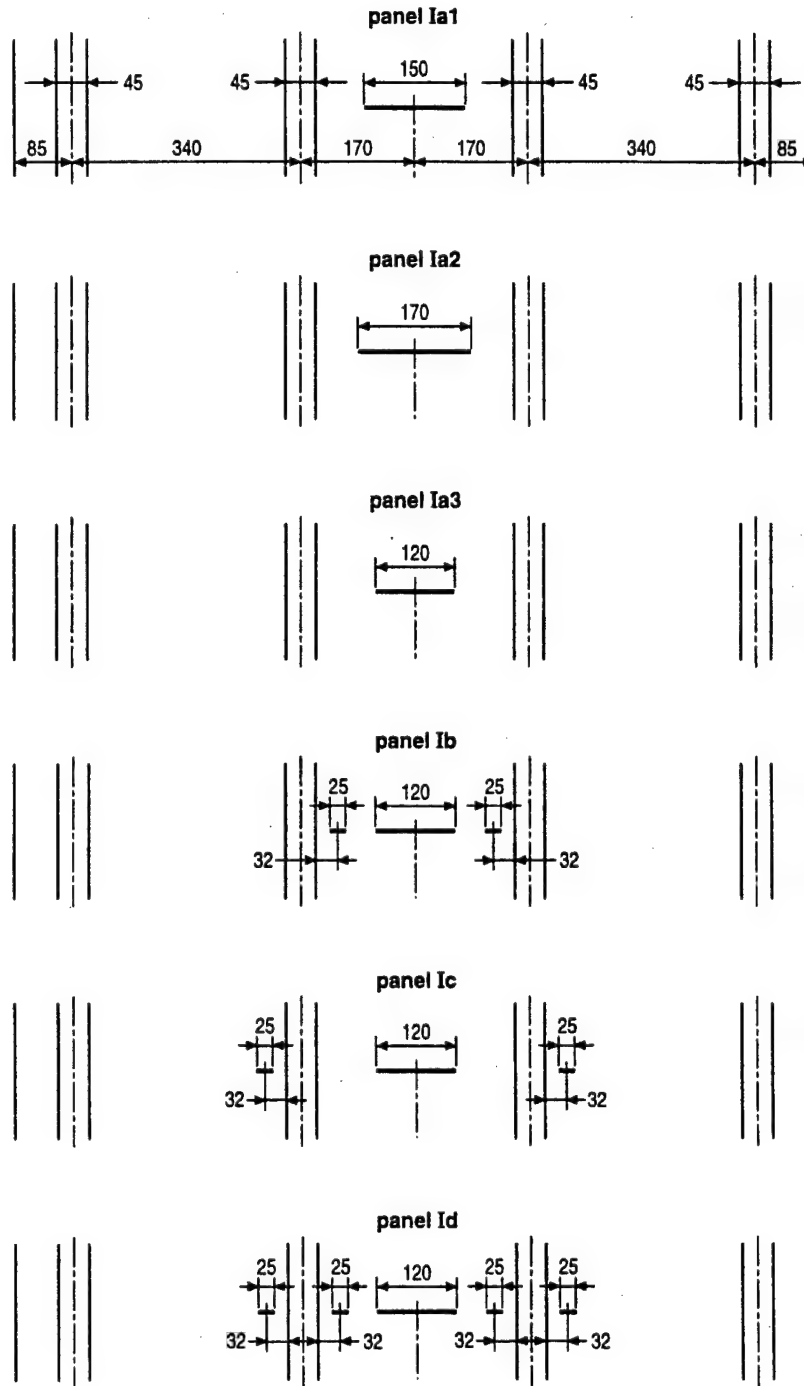 panel Ia1
150
45 45 45 45
85 340 170 170 340 85
panel Ia2
170
panel Ia3
120
panel Ib
25 120 25
32 32
panel Ic
25 120 25
32 32
panel Id
25 25 120 25 25
32 32 32 32